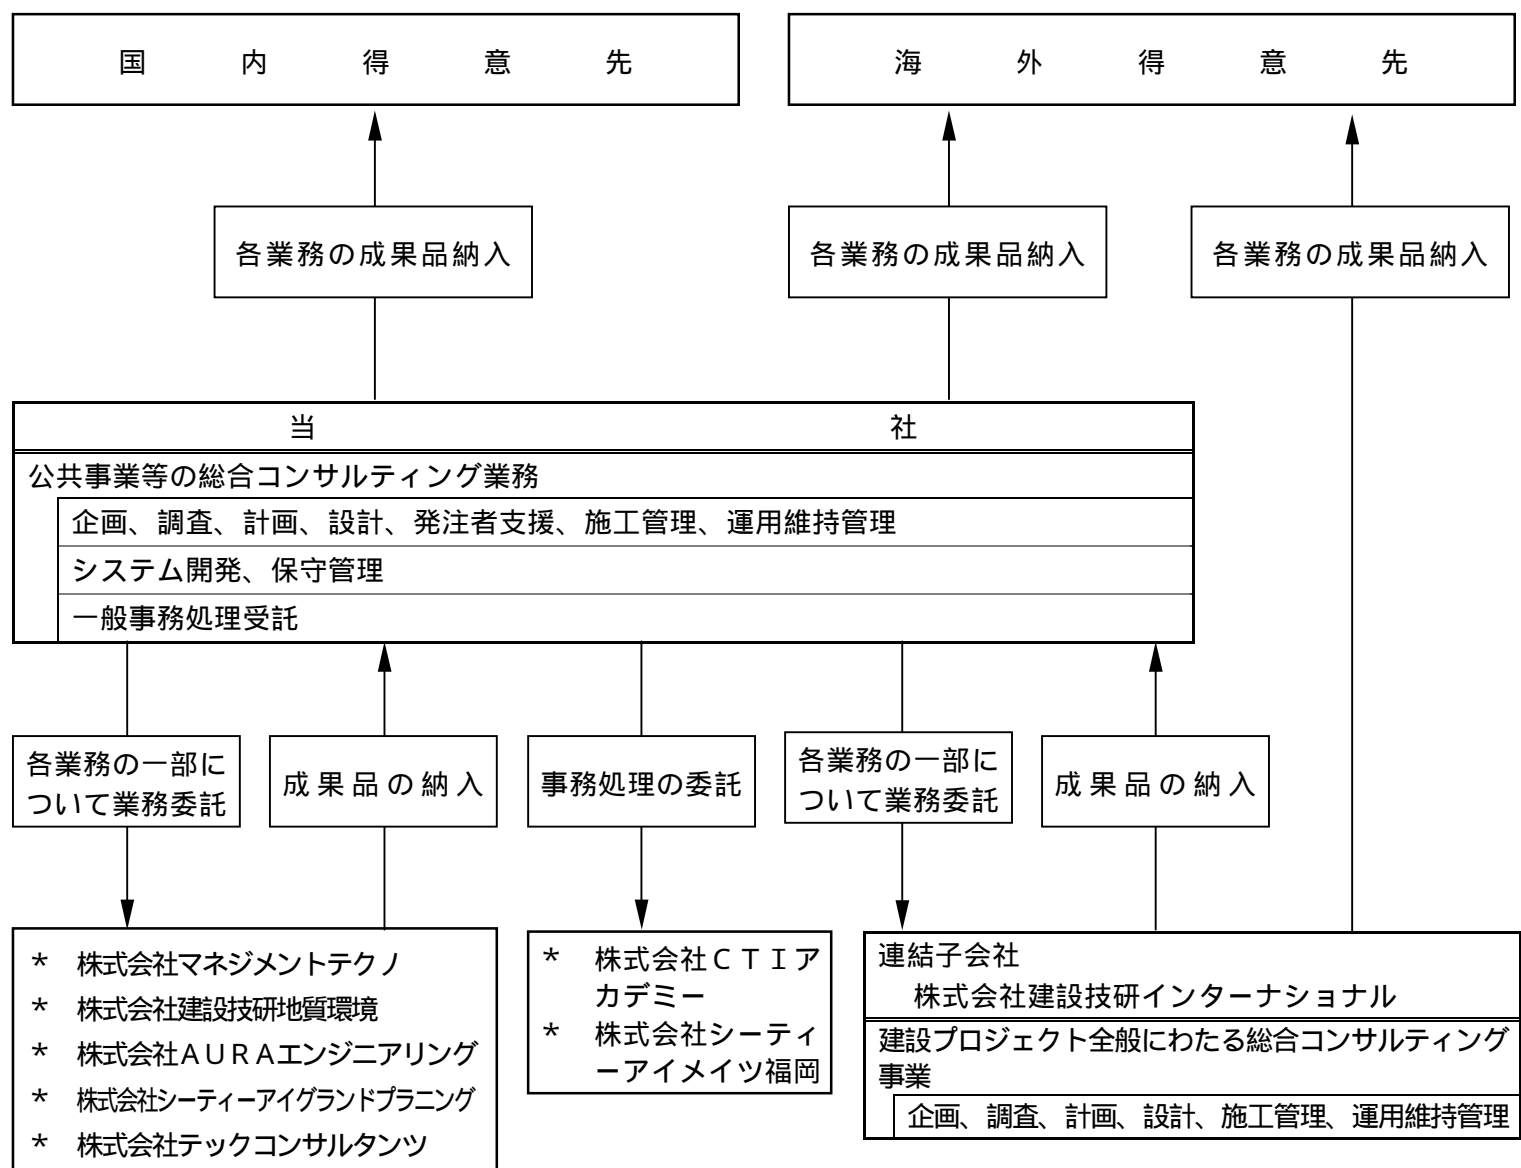 国内得意先
海外得意先
各業務の成果品納入
各業務の成果品納入
各業務の成果品納入
当社
公共事業等の総合コンサルティング業務
企画、調査、計画、設計、発注者支援、施工管理、運用維持管理
システム開発、保守管理
一般事務処理受託
各業務の一部に
ついて業務委託
成果品の納入
事務処理の委託
各業務の一部に
ついて業務委託
成果品の納入
* 株式会社マネジメントテクノ
* 株式会社建設技研地質環境
* 株式会社AURAエンジニアリング
* 株式会社シーティーアイグランドプラニング
* 株式会社テックコンサルタンツ
* 株式会社CTIア
カデミー
* 株式会社シーティ
ーアイメイツ福岡
連結子会社
株式会社建設技研インターナショナル
建設プロジェクト全般にわたる総合コンサルティング
事業
企画、調査、計画、設計、施工管理、運用維持管理